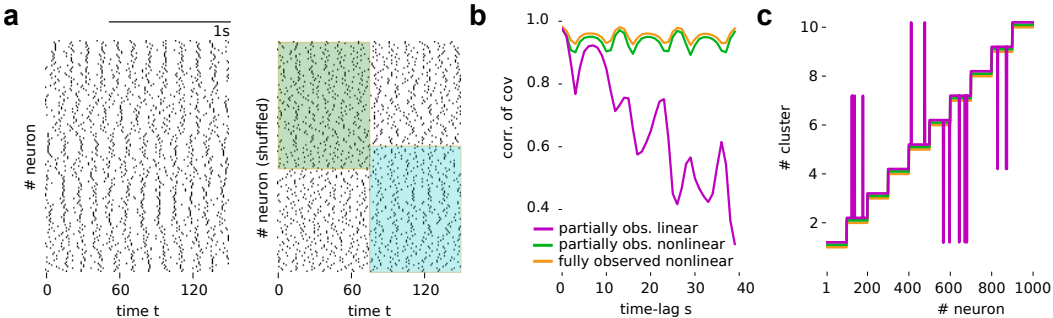 a
1s
# neuron
0
60
120
time t
# neuron (shuffled)
0
60
120
time t
b
1.0
0.8
0.6
0.4
corr. of cov
partially obs. linear
partially obs. nonlinear
fully observed nonlinear
0
10
20
30
40
time-lag s
c
10
8
6
4
2
# cluster
1
200
400
600
800
1000
# neuron